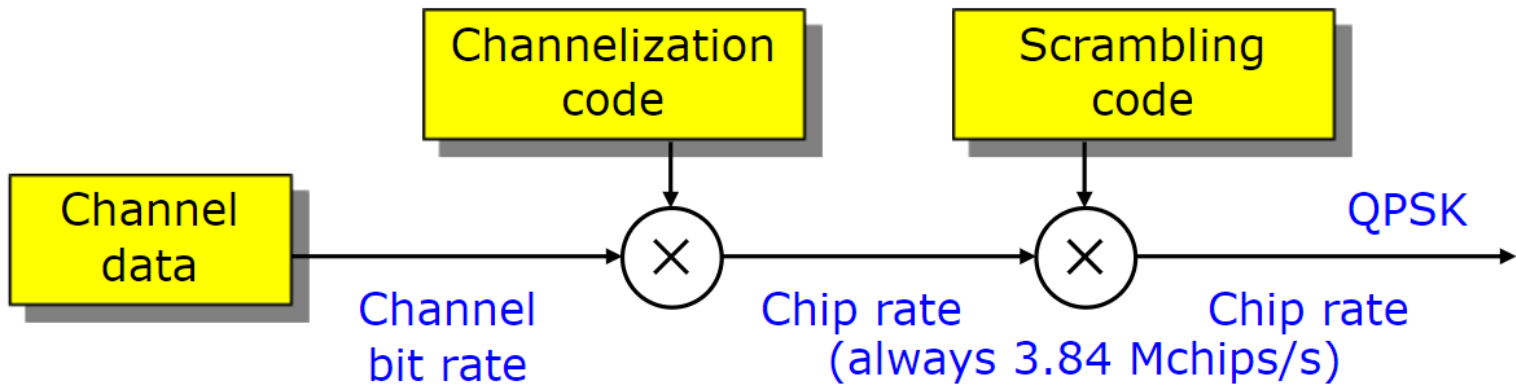 Channelization
code
Scrambling
code
Channel
data
QPSK
Channel
bit rate
Chip rate
(always 3.84 Mchips/s)
Chip rate